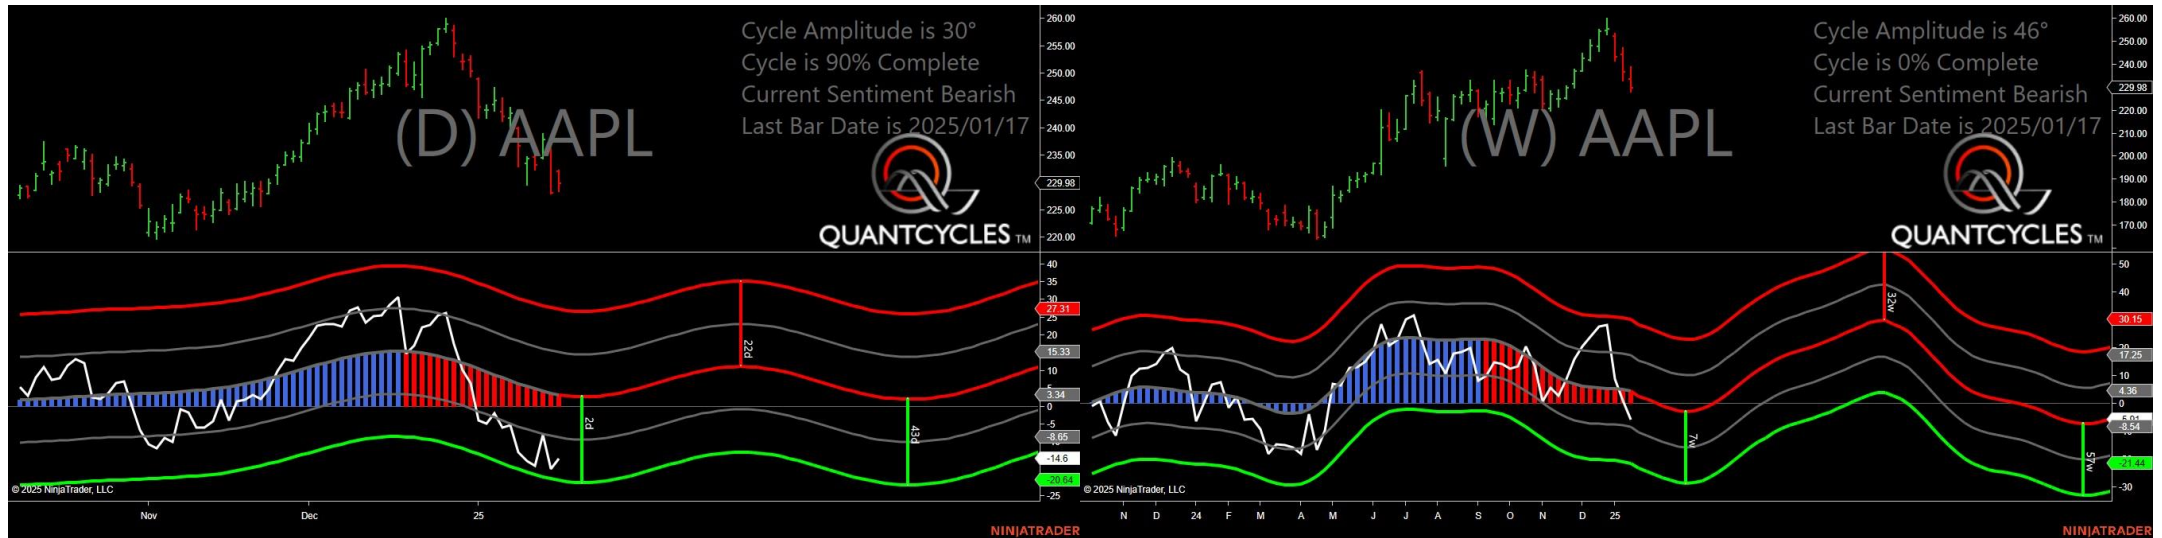 Cycle Amplitude is 30°
Cycle is 90% Complete
Current Sentiment Bearish
Last Bar Date is 2025/01/17
(D) AAPL
QUANTCYCLES TM
260.00
255.00
250.00
245.00
240.00
235.00
229.98
225.00
220.00
40
35
30
27.31
25
20
15.33
10
5
3.34
0
-5
-8.65
-14.6
-20.64
-25
22d
2d
43d
© 2025 NinjaTrader, LLC
Nov
Dec
25
NINJATRADER
Cycle Amplitude is 46°
Cycle is 0% Complete
Current Sentiment Bearish
Last Bar Date is 2025/01/17
(W) AAPL
QUANTCYCLES TM
260.00
250.00
240.00
229.98
220.00
210.00
200.00
190.00
180.00
170.00
50
40
30.15
20
17.25
10
4.36
0
-8.54
-21.44
-30
32w
7w
57w
© 2025 NinjaTrader, LLC
N D 24 F M A M J J A S O N D 25
NINJATRADER